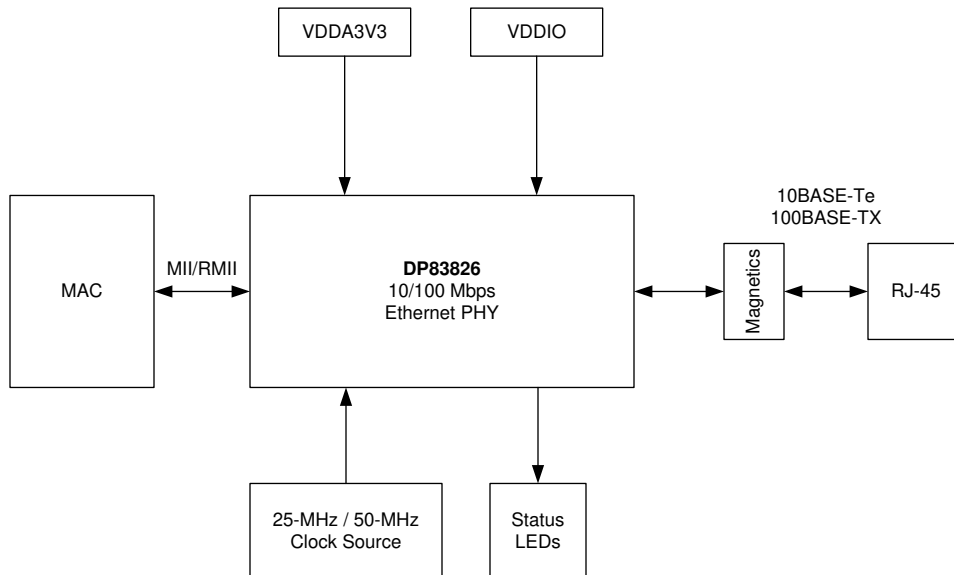 VDDA3V3
VDDIO
10BASE-Te
100BASE-TX
MAC
MII/RMII
DP83826
10/100 Mbps
Ethernet PHY
Magnetics
RJ-45
25-MHz / 50-MHz
Clock Source
Status
LEDs